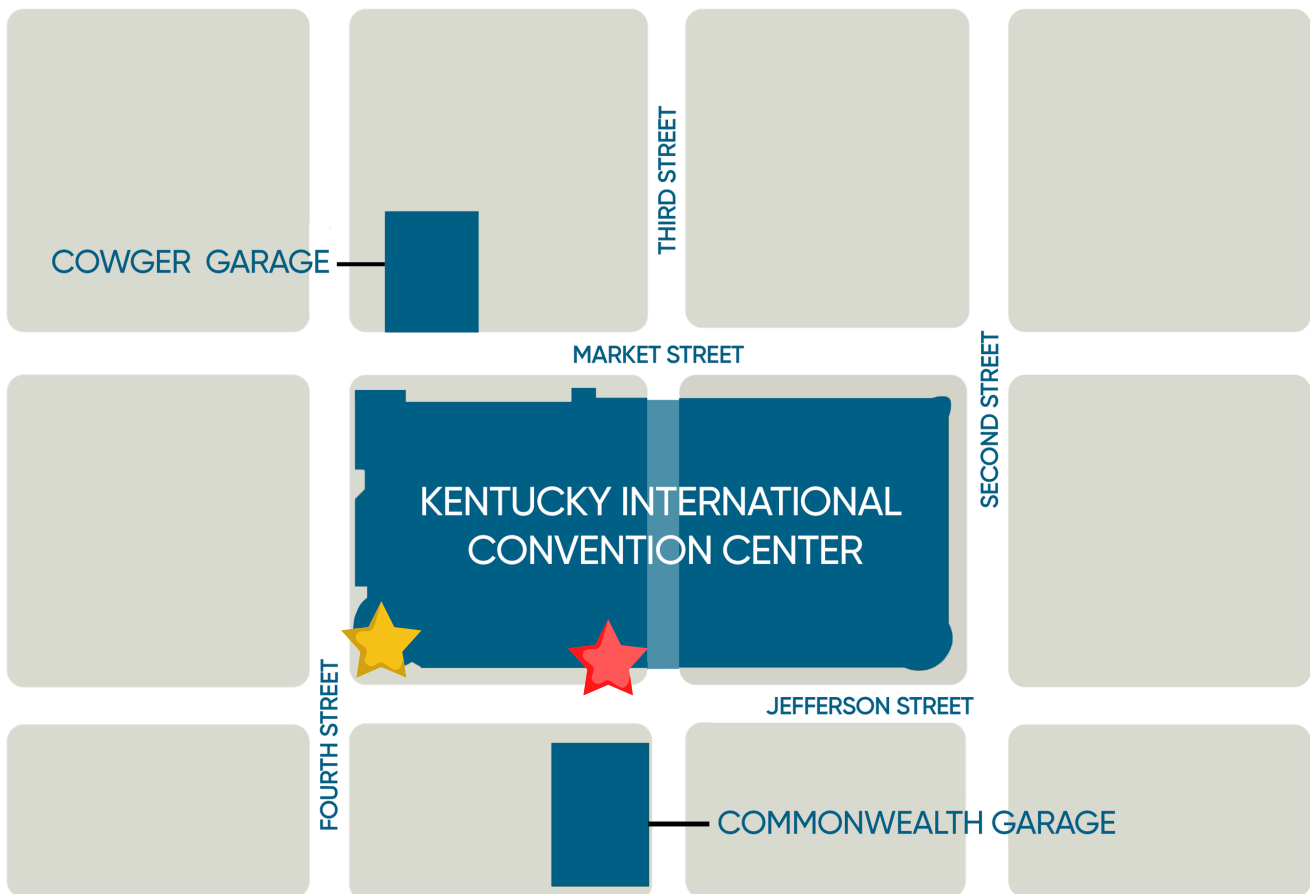 THIRD STREET
COWGER GARAGE
MARKET STREET
SECOND STREET
KENTUCKY INTERNATIONAL
CONVENTION CENTER
FOURTH STREET
JEFFERSON STREET
COMMONWEALTH GARAGE